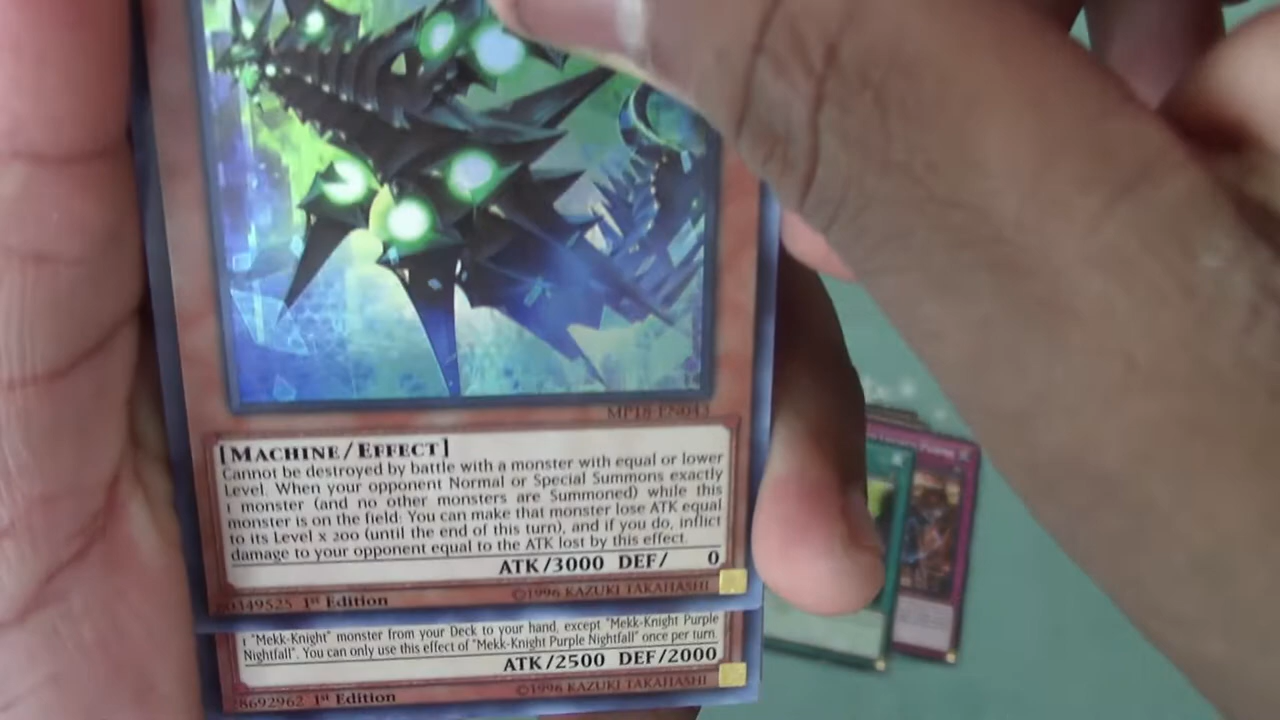 MP18-EN043
[MACHINE/EFFECT]
Cannot be destroyed by battle with a monster with equal or lower
Level. When your opponent Normal or Special Summons exactly
1 monster (and no other monsters are Summoned) while this
monster is on the field: You can make that monster lose ATK equal
to its Level x 200 (until the end of this turn), and if you do, inflict
damage to your opponent equal to the ATK lost by this effect.
ATK/3000 DEF/ 0
30349525 1st Edition ©1996 KAZUKI TAKAHASHI
1 "Mekk-Knight" monster from your Deck to your hand, except "Mekk-Knight Purple
Nightfall". You can only use this effect of "Mekk-Knight Purple Nightfall" once per turn.
ATK/2500 DEF/2000
28692962 1st Edition ©1996 KAZUKI TAKAHASHI